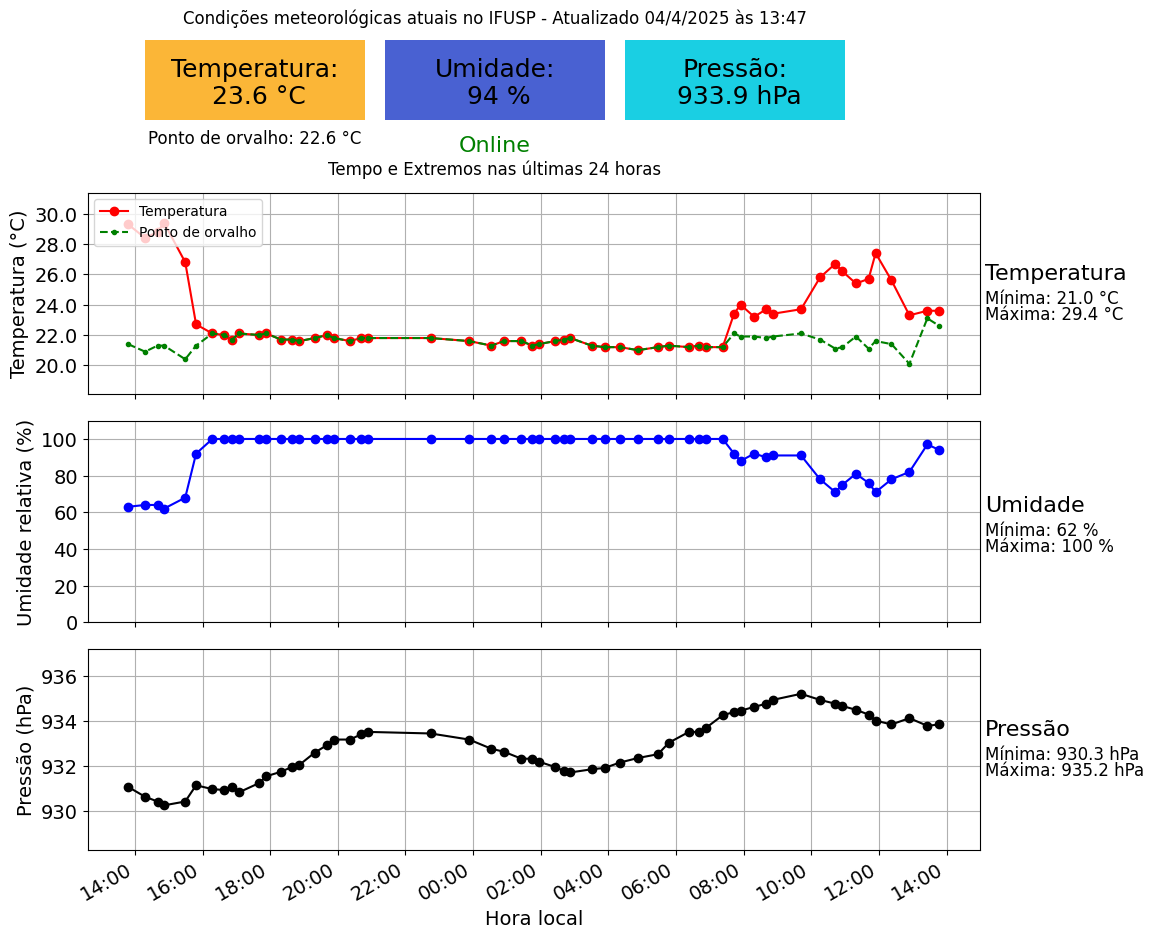 Condições meteorológicas atuais no IFUSP - Atualizado 04/4/2025 às 13:47
Temperatura:
23.6 °C
Umidade:
94 %
Pressão:
933.9 hPa
Ponto de orvalho: 22.6 °C
Online
Tempo e Extremos nas últimas 24 horas
Temperatura (°C)
30.0
28.0
26.0
24.0
22.0
20.0
Temperatura
Ponto de orvalho
Temperatura
Mínima: 21.0 °C
Máxima: 29.4 °C
Umidade relativa (%)
100
80
60
40
20
0
Umidade
Mínima: 62 %
Máxima: 100 %
Pressão (hPa)
936
934
932
930
Pressão
Mínima: 930.3 hPa
Máxima: 935.2 hPa
14:00 16:00 18:00 20:00 22:00 00:00 02:00 04:00 06:00 08:00 10:00 12:00 14:00
Hora local